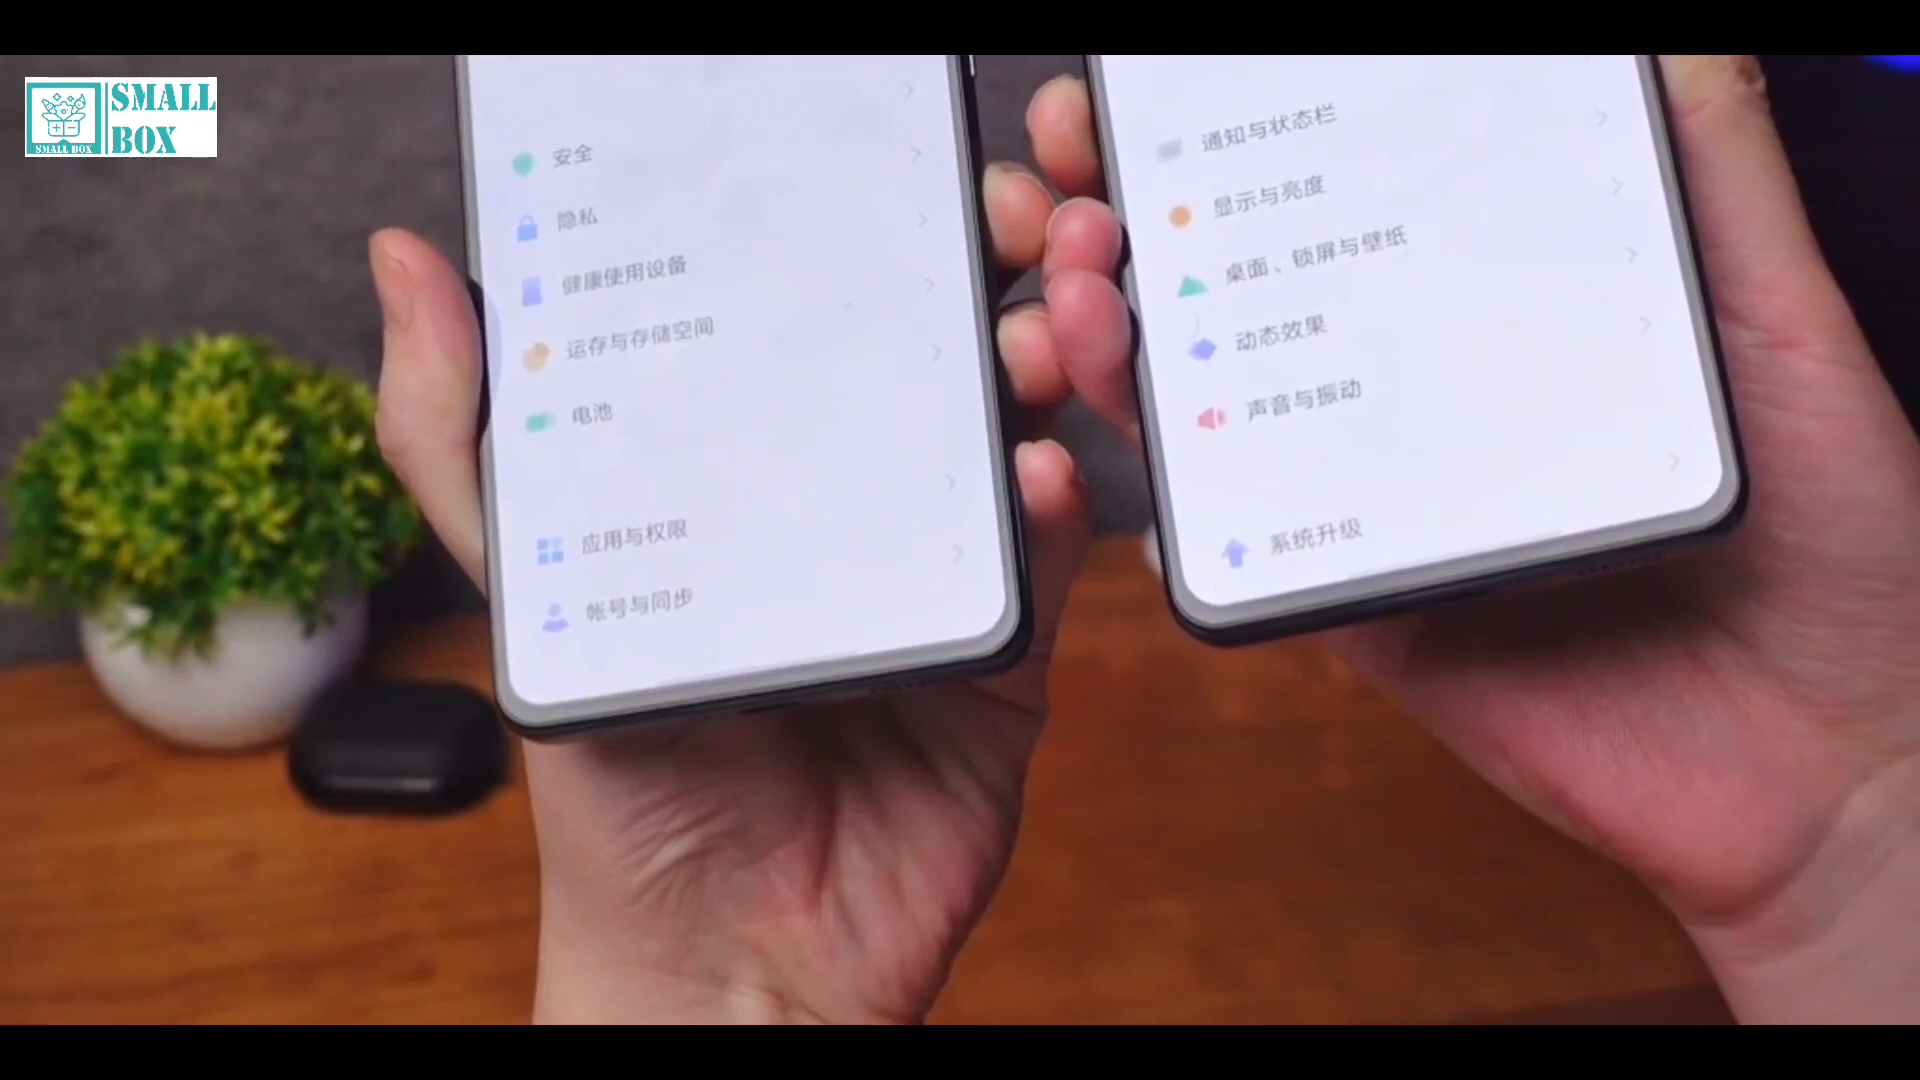 SMALL
BOX
SMALL BOX
安全
隐私
健康使用设备
运存与存储空间
电池
应用与权限
帐号与同步
通知与状态栏
显示与亮度
桌面、锁屏与壁纸
动态效果
声音与振动
系统升级